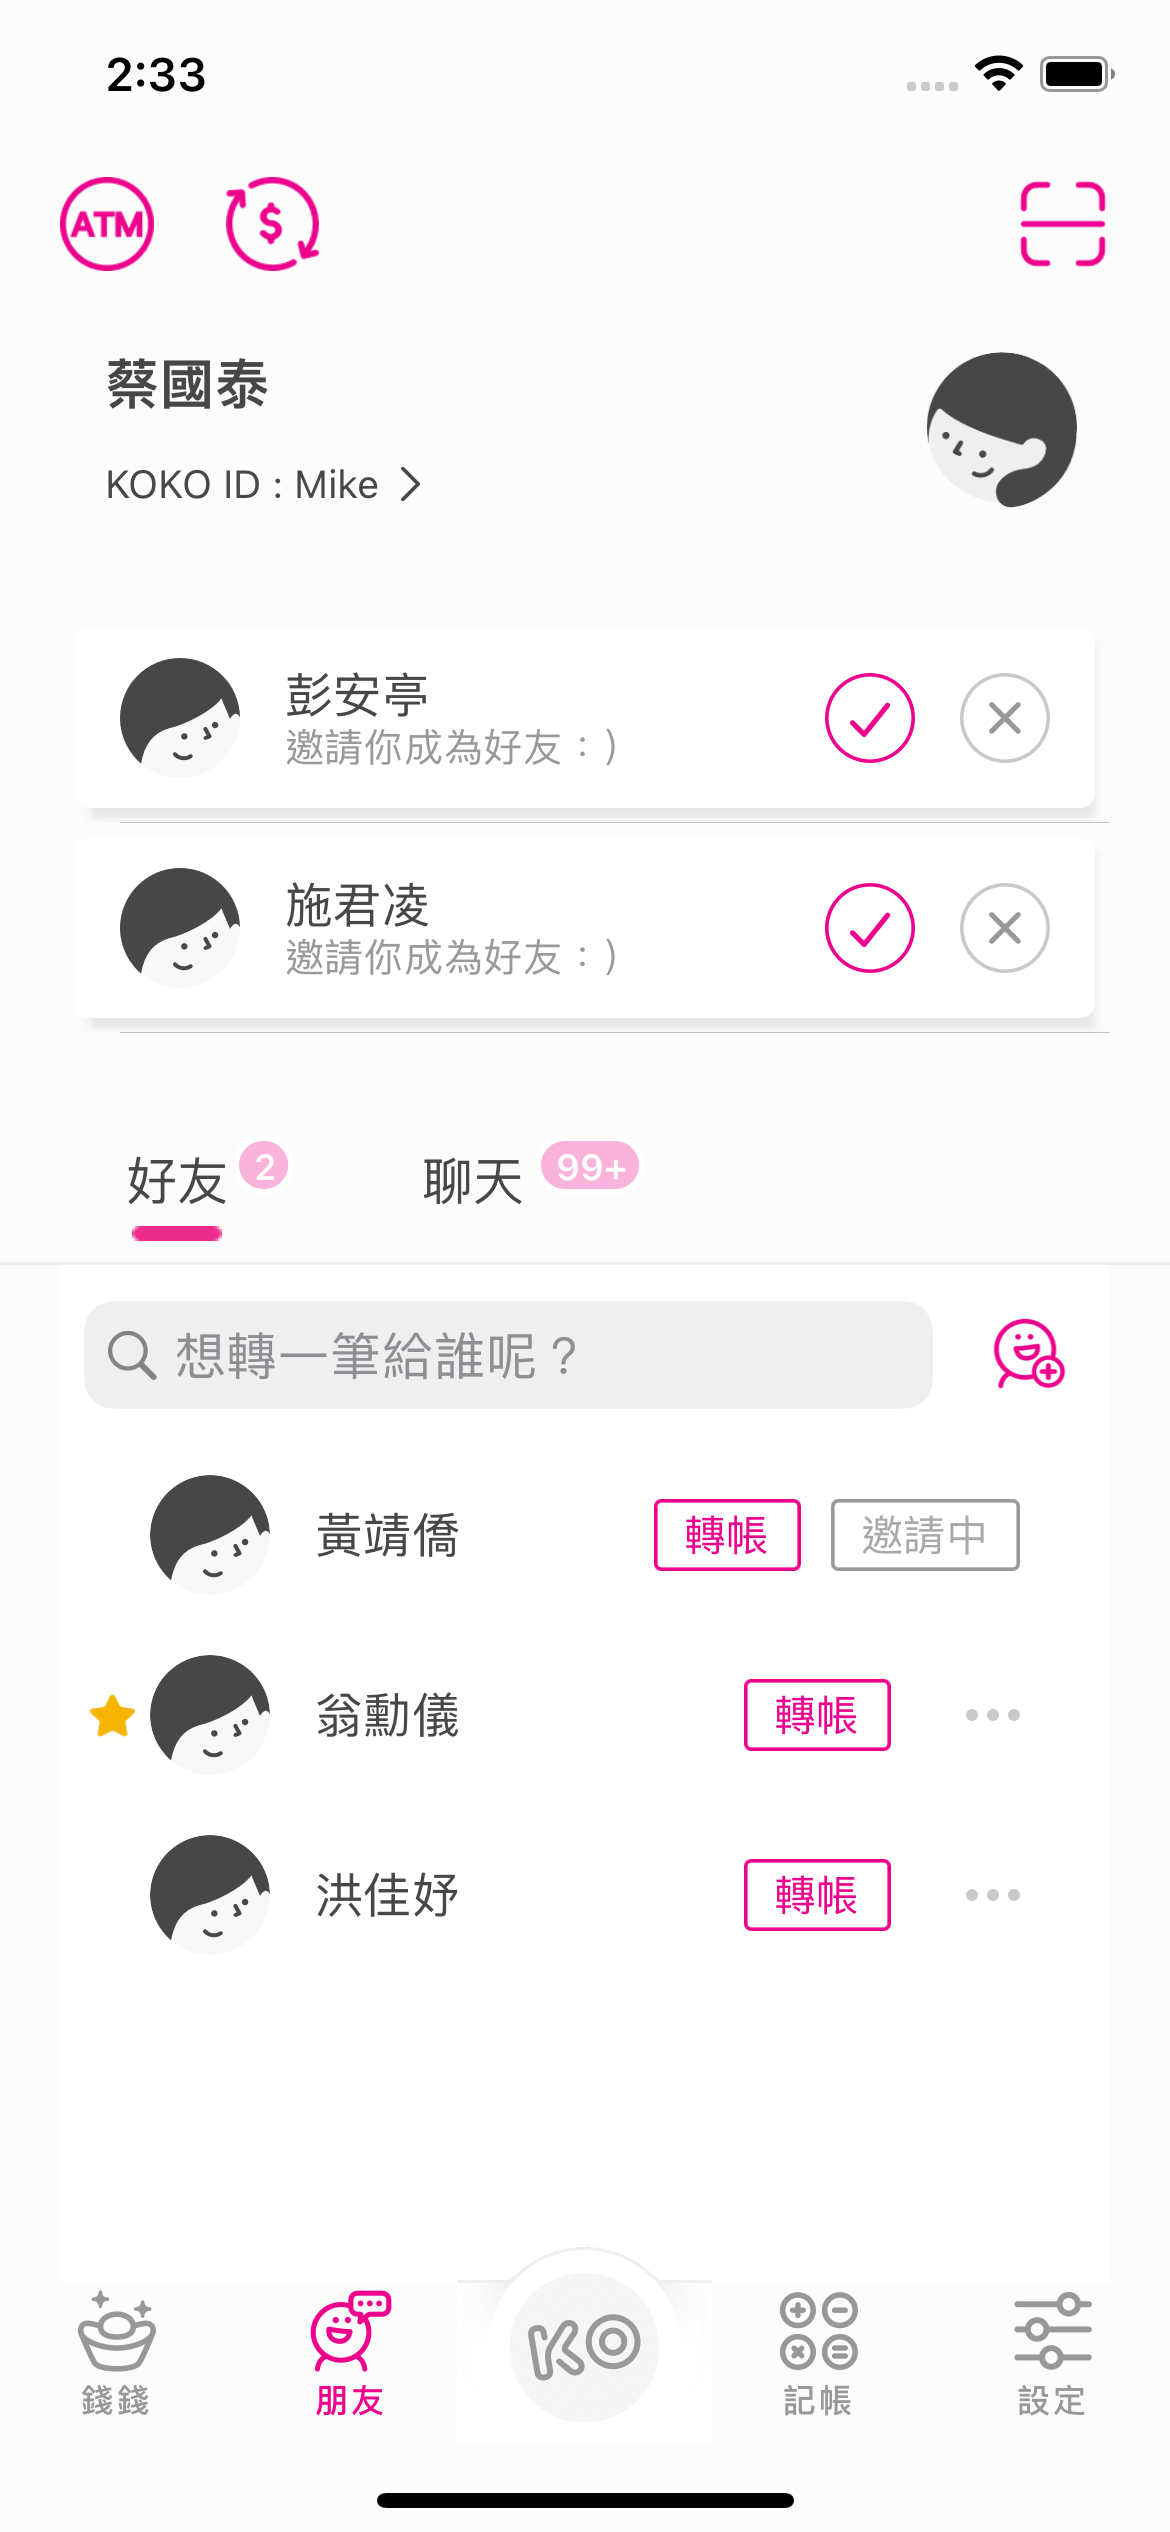 2:33
ATM
$
蔡國泰
KOKO ID : Mike
彭安亭
邀請你成為好友：)
施君凌
邀請你成為好友：)
好友 2 聊天 99+
想轉一筆給誰呢？
黃靖僑 轉帳 邀請中
翁勳儀 轉帳
洪佳妤 轉帳
KO
錢錢 朋友 記帳 設定